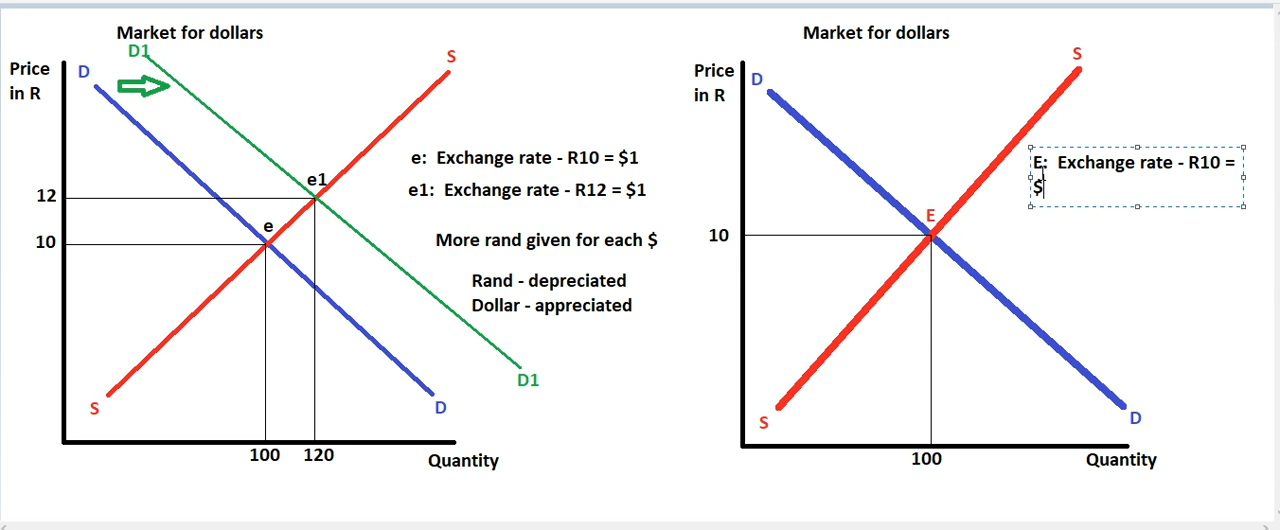 Market for dollars
D1
D
S
Price
in R
e: Exchange rate - R10 = $1
e1: Exchange rate - R12 = $1
e1
12
e
10
More rand given for each $
Rand - depreciated
Dollar - appreciated
D1
S
D
100
120
Quantity
Market for dollars
S
Price
in R
D
E: Exchange rate - R10 =
$
E
10
S
D
100
Quantity